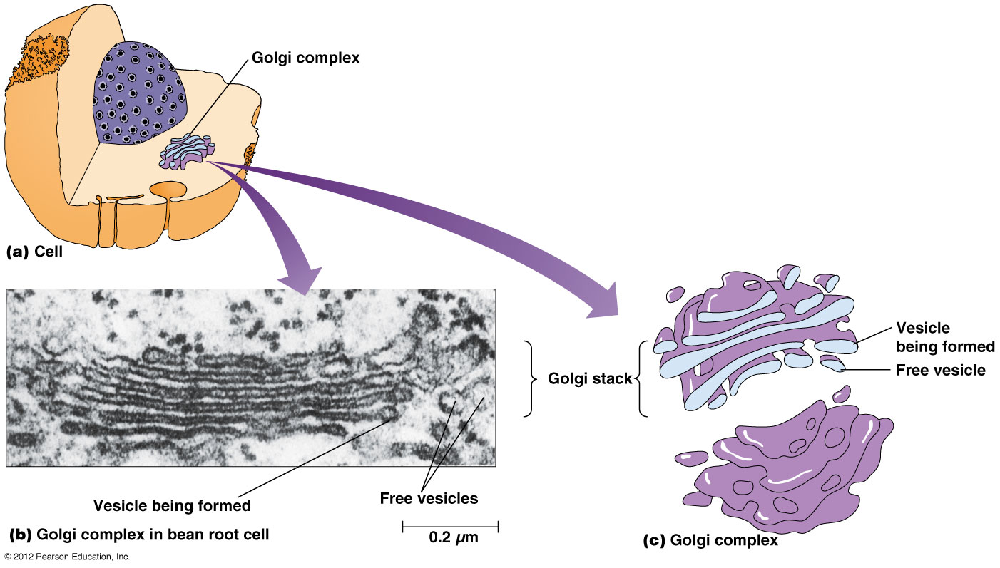 Golgi complex
(a) Cell
Golgi stack
Vesicle
being formed
Free vesicle
Vesicle being formed
Free vesicles
0.2 µm
(b) Golgi complex in bean root cell
(c) Golgi complex
© 2012 Pearson Education, Inc.